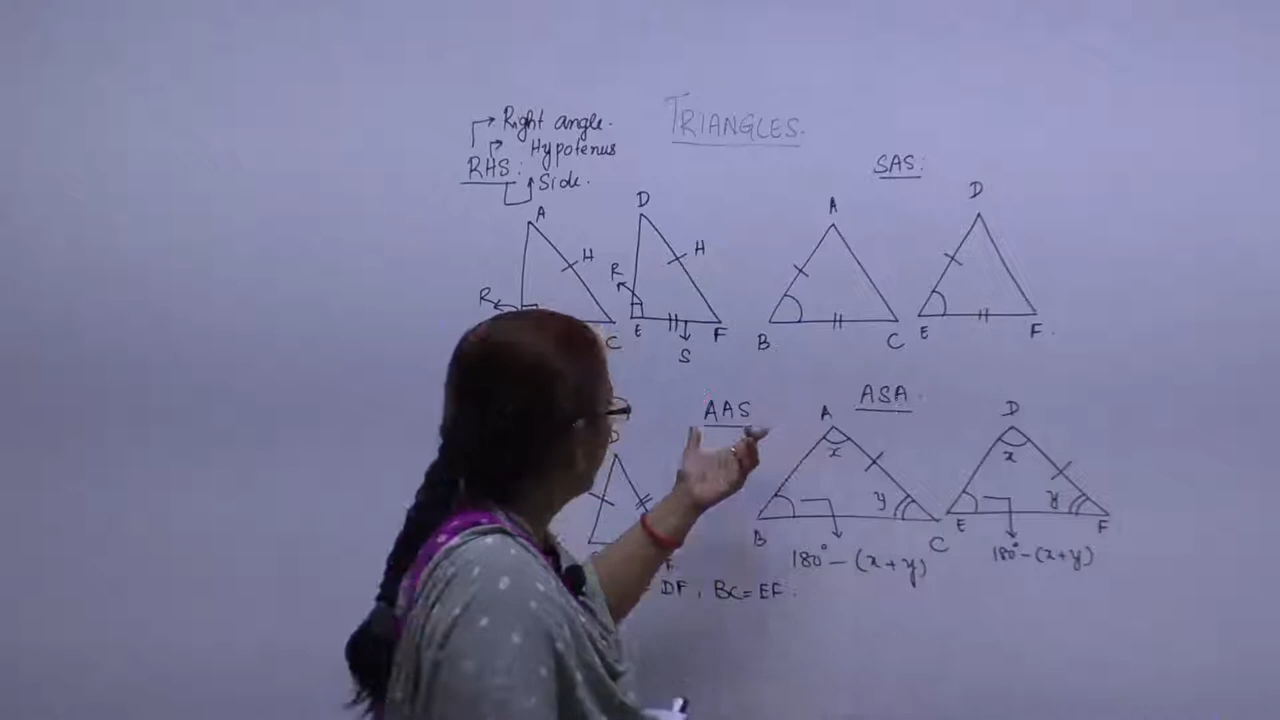 TRIANGLES.
Right angle.
Hypotenus
RHS:
Side.
SAS:
A
D
H
H
R
R
E
F
C
S
A
D
B
C
E
F.
AAS
ASA
A
D
x
x
y
y
B
C
E
F
180° - (x+y)
180° - (x+y)
D
F
DF, BC = EF.